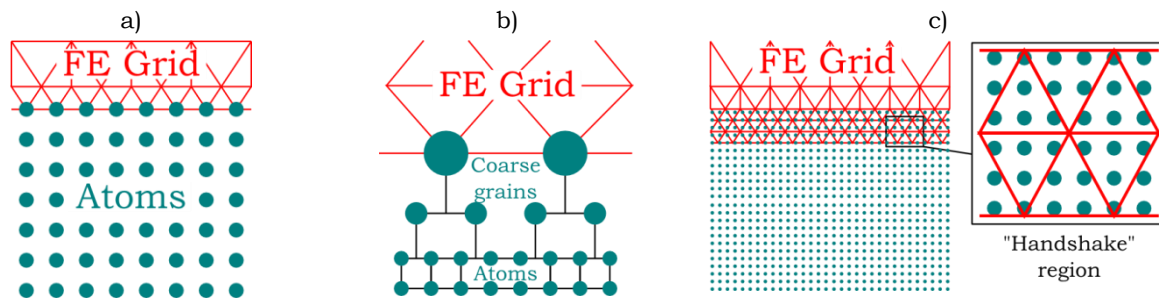 a)
FE Grid
Atoms
b)
FE Grid
Coarse
grains
Atoms
c)
FE Grid
"Handshake"
region